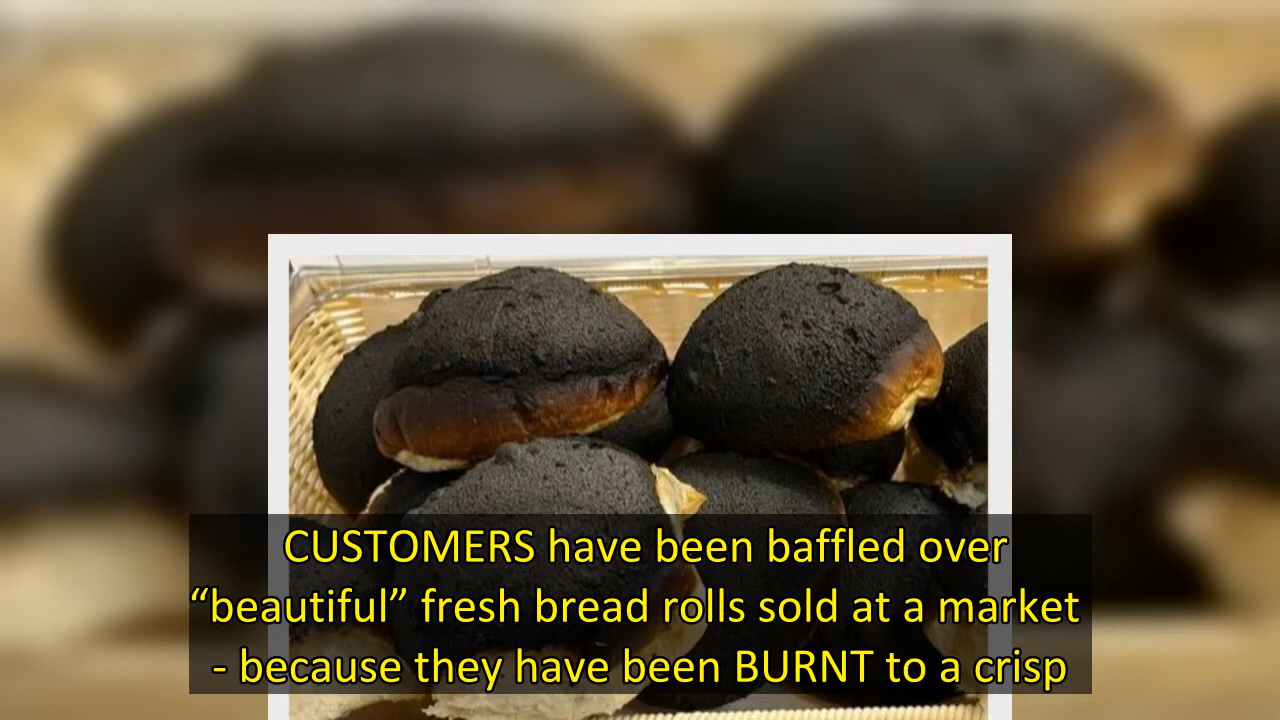 CUSTOMERS have been baffled over
“beautiful” fresh bread rolls sold at a market
- because they have been BURNT to a crisp